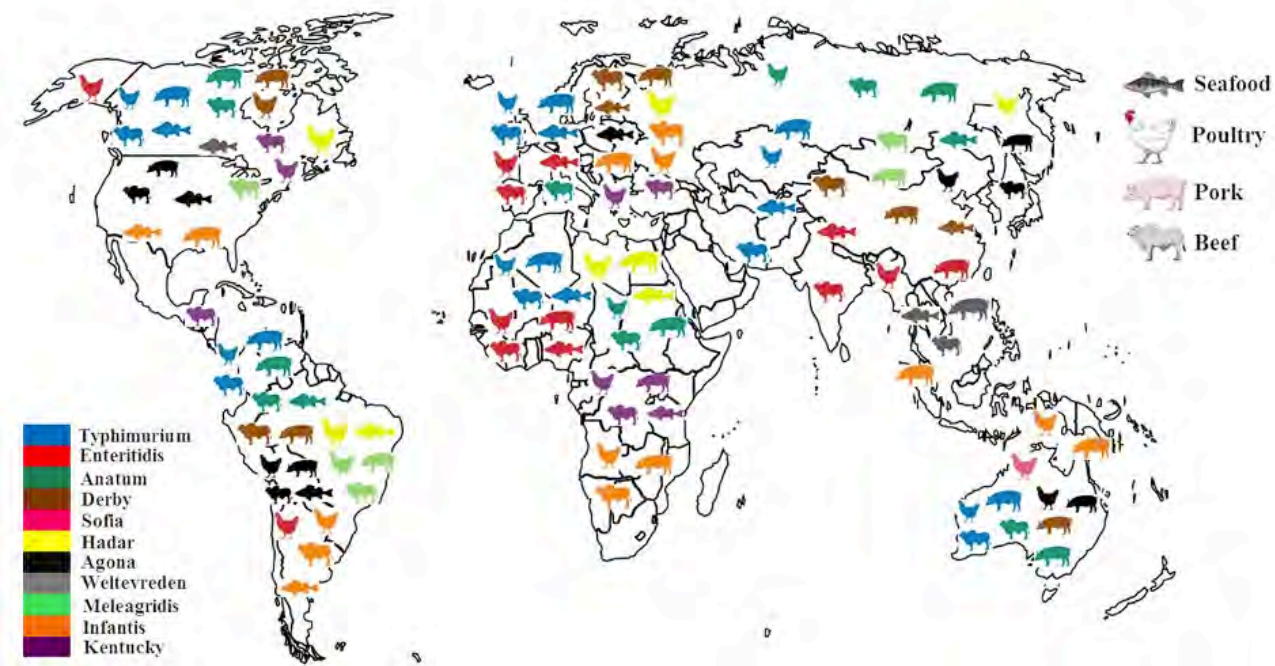 Seafood
Poultry
Pork
Beef
Typhimurium
Enteritidis
Anatum
Derby
Sofia
Hadar
Agona
Weltevreden
Meleagridis
Infantis
Kentucky